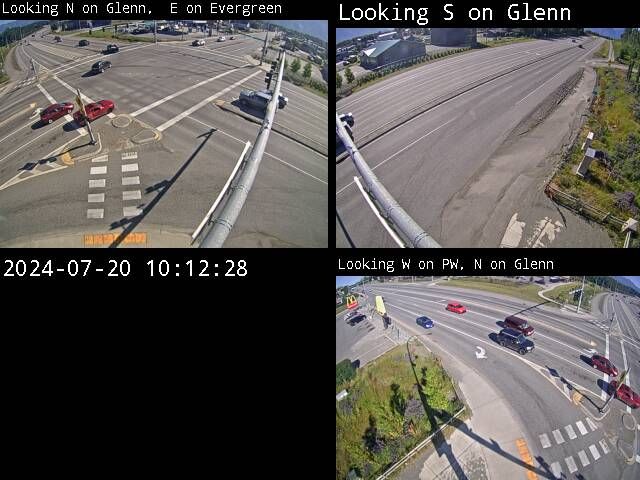 Looking N on Glenn,  E on Evergreen
Looking S on Glenn
2024-07-20 10:12:28
Looking W on PW, N on Glenn